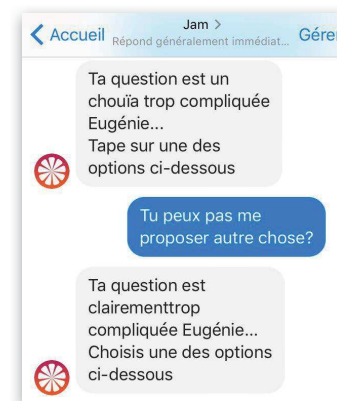 Accueil Jam > Gérer
Répond généralement immédiat...
Ta question est un
chouïa trop compliquée
Eugénie...
Tape sur une des
options ci-dessous
Tu peux pas me
proposer autre chose?
Ta question est
clairementtrop
compliquée Eugénie...
Choisis une des options
ci-dessous